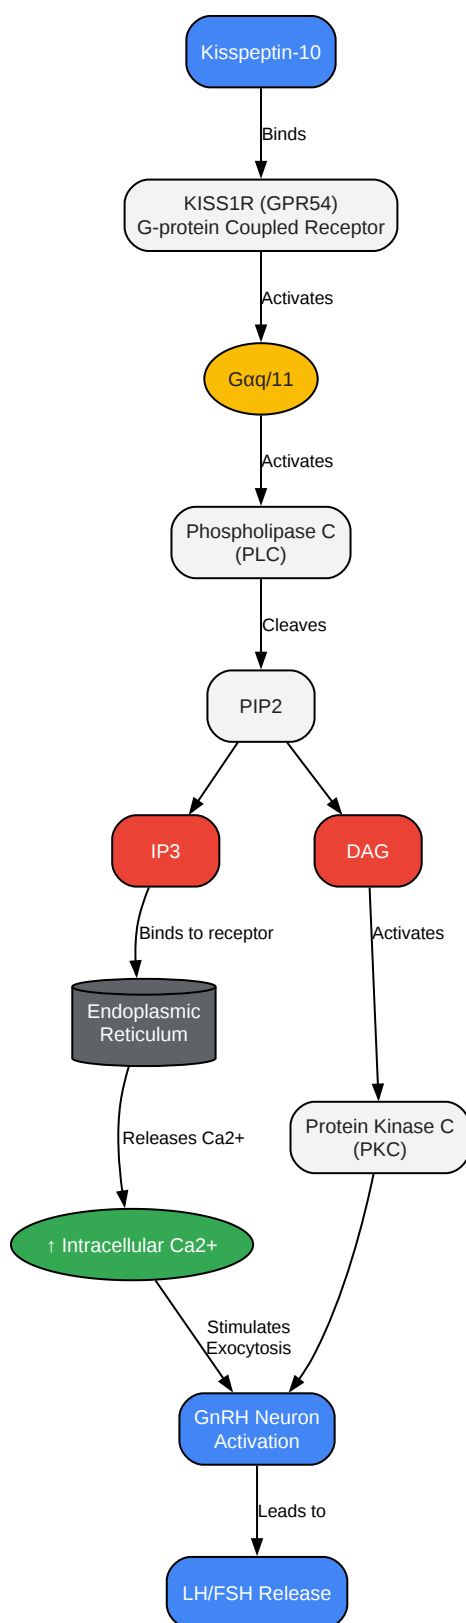 Kisspeptin-10
Binds
KISS1R (GPR54)
G-protein Coupled Receptor
Activates
Gαq/11
Activates
Phospholipase C
(PLC)
Cleaves
PIP2
IP3
DAG
Binds to receptor
Activates
Endoplasmic
Reticulum
Releases Ca2+
Protein Kinase C
(PKC)
↑ Intracellular Ca2+
Stimulates
Exocytosis
GnRH Neuron
Activation
Leads to
LH/FSH Release